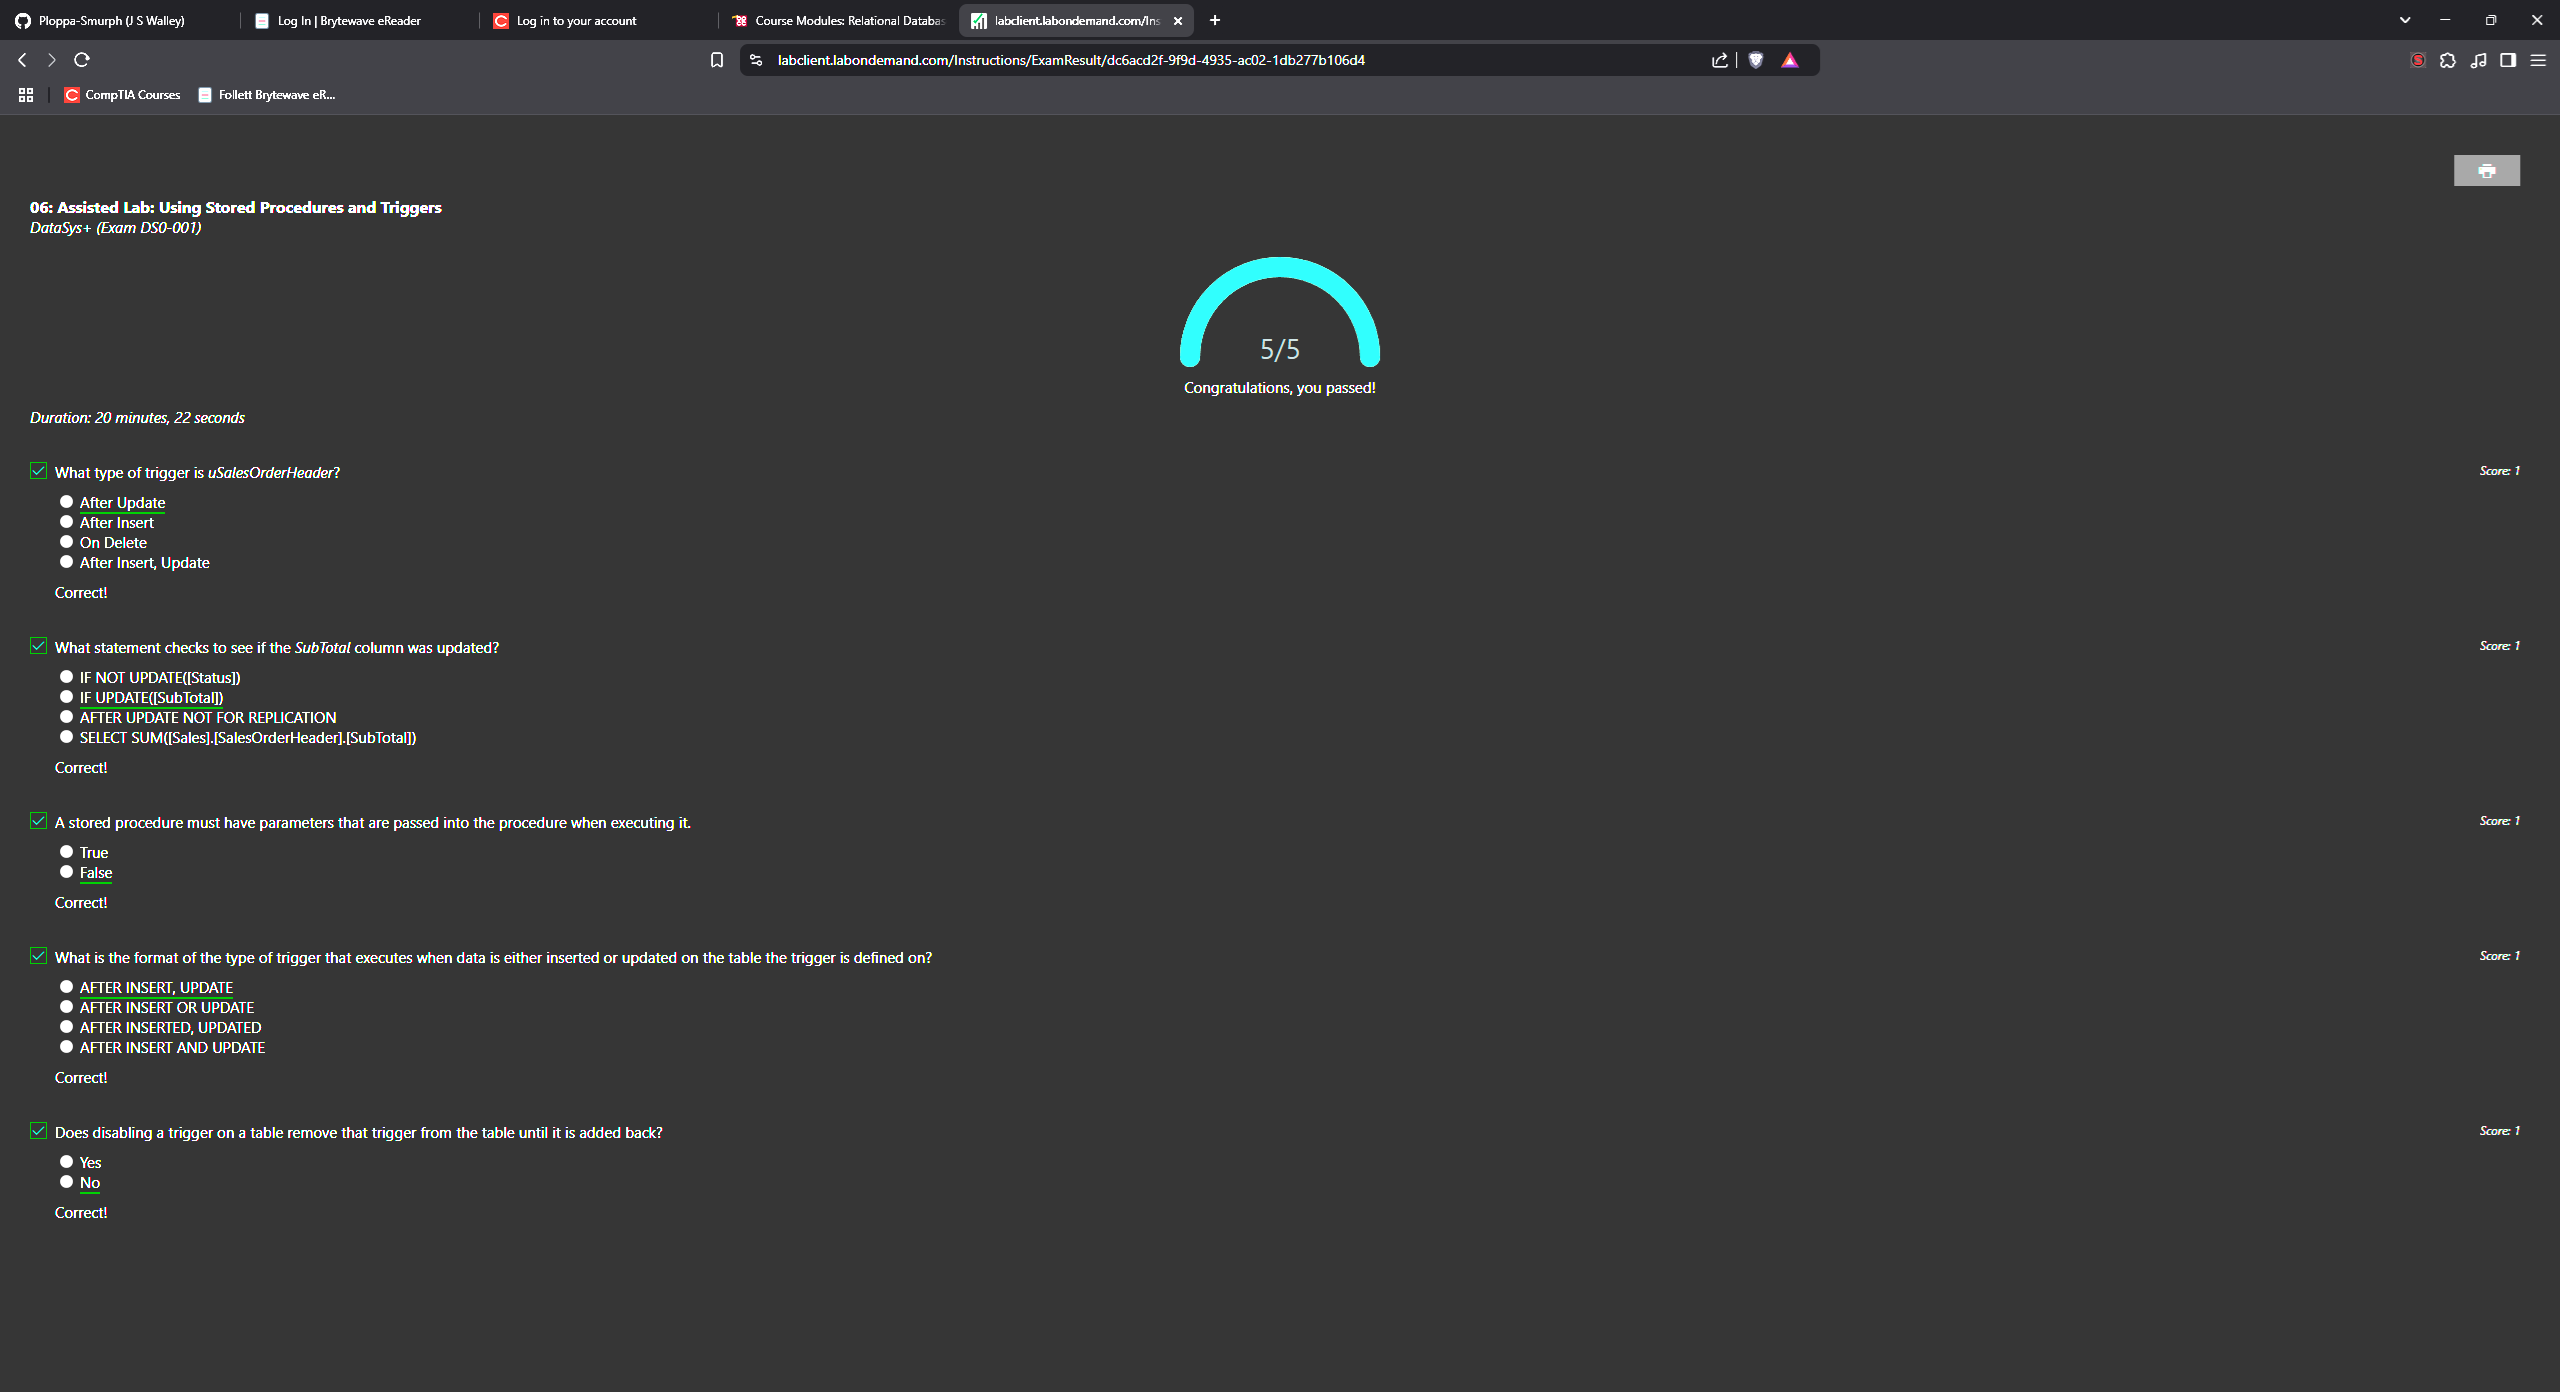 Ploppa-Smurph (J S Walley)
Log In | Brytewave eReader
Log in to your account
Course Modules: Relational Databas
labclient.labondemand.com/Ins
labclient.labondemand.com/Instructions/ExamResult/dc6acd2f-9f9d-4935-ac02-1db277b106d4
CompTIA Courses
Follett Brytewave eR...
06: Assisted Lab: Using Stored Procedures and Triggers
DataSys+ (Exam DS0-001)
5/5
Congratulations, you passed!
Duration: 20 minutes, 22 seconds
What type of trigger is uSalesOrderHeader?
Score: 1
After Update
After Insert
On Delete
After Insert, Update
Correct!
What statement checks to see if the SubTotal column was updated?
Score: 1
IF NOT UPDATE([Status])
IF UPDATE([SubTotal])
AFTER UPDATE NOT FOR REPLICATION
SELECT SUM([Sales].[SalesOrderHeader].[SubTotal])
Correct!
A stored procedure must have parameters that are passed into the procedure when executing it.
Score: 1
True
False
Correct!
What is the format of the type of trigger that executes when data is either inserted or updated on the table the trigger is defined on?
Score: 1
AFTER INSERT, UPDATE
AFTER INSERT OR UPDATE
AFTER INSERTED, UPDATED
AFTER INSERT AND UPDATE
Correct!
Does disabling a trigger on a table remove that trigger from the table until it is added back?
Score: 1
Yes
No
Correct!